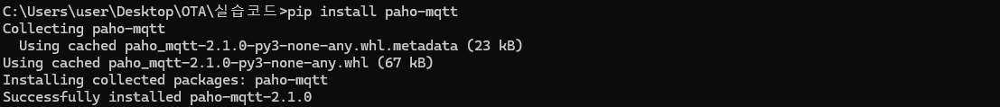 C:\Users\user\Desktop\OTA\실습코드>pip install paho-mqtt
Collecting paho-mqtt
  Using cached paho_mqtt-2.1.0-py3-none-any.whl.metadata (23 kB)
Using cached paho_mqtt-2.1.0-py3-none-any.whl (67 kB)
Installing collected packages: paho-mqtt
Successfully installed paho-mqtt-2.1.0